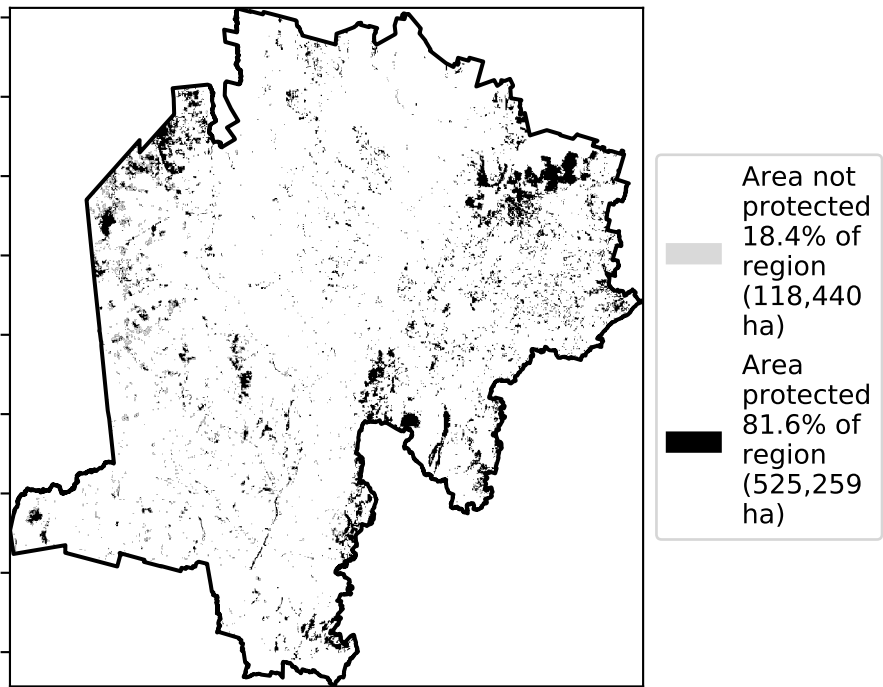 Area not
protected
18.4% of
region
(118,440
ha)
Area
protected
81.6% of
region
(525,259
ha)